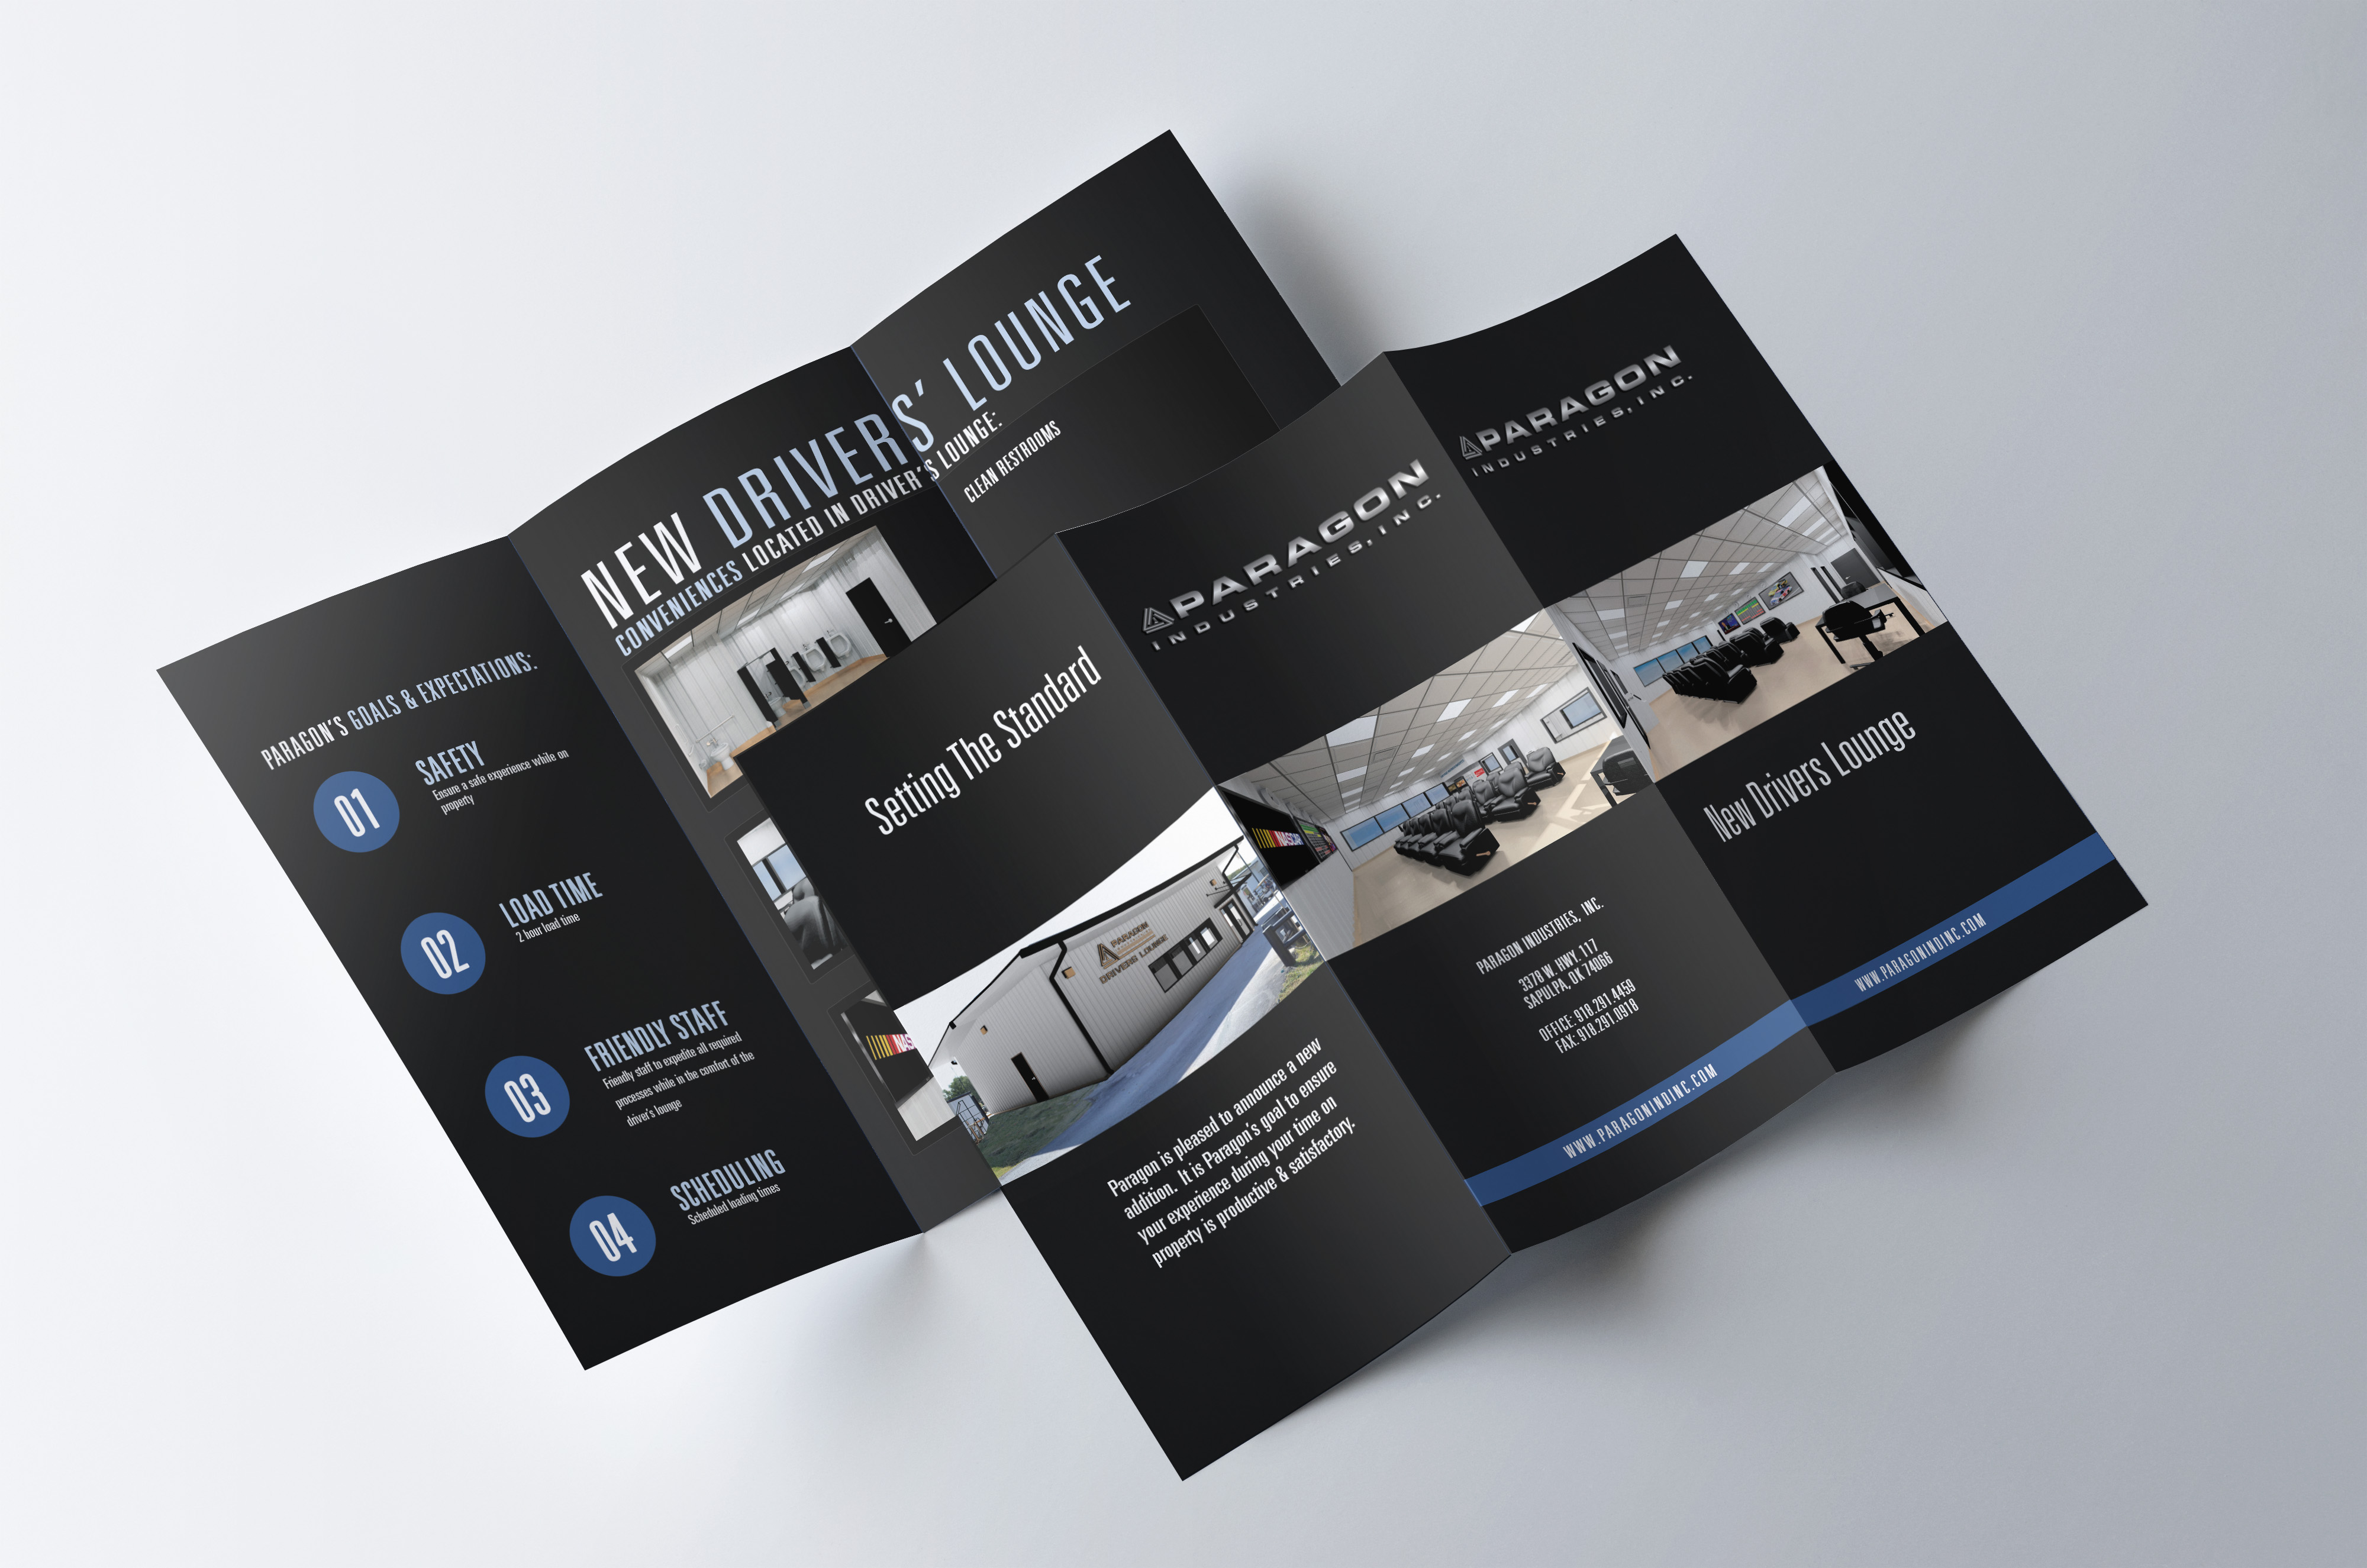 PARAGON'S GOALS & EXPECTATIONS:
01
SAFETY
Ensure a safe experience while on
property
02
LOAD TIME
2 hour load time
03
FRIENDLY STAFF
Friendly staff to expedite all required
processes while in the comfort of the
driver's lounge
04
SCHEDULING
Scheduled loading times
NEW DRIVERS' LOUNGE
CONVENIENCES LOCATED IN DRIVER'S LOUNGE:
CLEAN RESTROOMS
Setting The Standard
PARAGON
DRIVERS LOUNGE
Paragon is pleased to announce a new
addition. It is Paragon's goal to ensure
your experience during your time on
property is productive & satisfactory.
PARAGON
INDUSTRIES, INC.
NASCAR
PARAGON INDUSTRIES, INC.
3378 W. HWY. 117
SAPULPA, OK 74066
OFFICE: 918.291.4459
FAX: 918.291.0918
WWW.PARAGONINDINC.COM
PARAGON
INDUSTRIES, INC.
New Drivers Lounge
WWW.PARAGONINDINC.COM